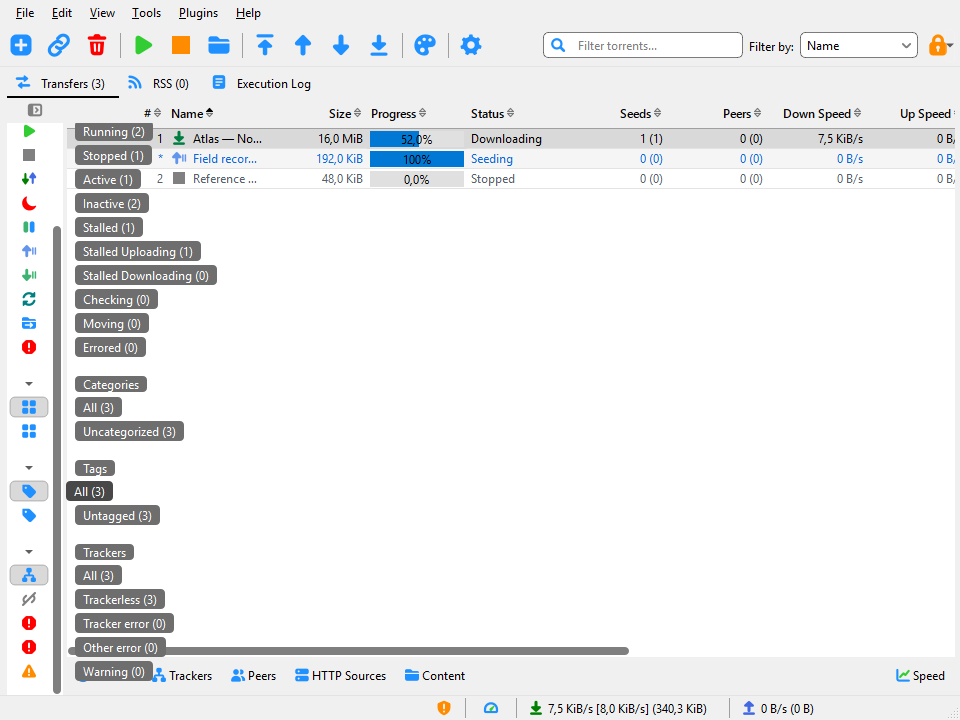 File Edit View Tools Plugins Help
Filter torrents... Filter by: Name
Transfers (3) RSS (0) Execution Log
# Name Size Progress Status Seeds Peers Down Speed Up Speed
Running (2) 1 Atlas — No... 16,0 MiB 52,0% Downloading 1 (1) 0 (0) 7,5 KiB/s 0 B/
Stopped (1) * Field recor... 192,0 KiB 100% Seeding 0 (0) 0 (0) 0 B/s 0 B/
Active (1) 2 Reference ... 48,0 KiB 0,0% Stopped 0 (0) 0 (0) 0 B/s 0 B/
Inactive (2)
Stalled (1)
Stalled Uploading (1)
Stalled Downloading (0)
Checking (0)
Moving (0)
Errored (0)
Categories
All (3)
Uncategorized (3)
Tags
All (3)
Untagged (3)
Trackers
All (3)
Trackerless (3)
Tracker error (0)
Other error (0)
Warning (0) Trackers Peers HTTP Sources Content Speed
7,5 KiB/s [8,0 KiB/s] (340,3 KiB) 0 B/s (0 B)